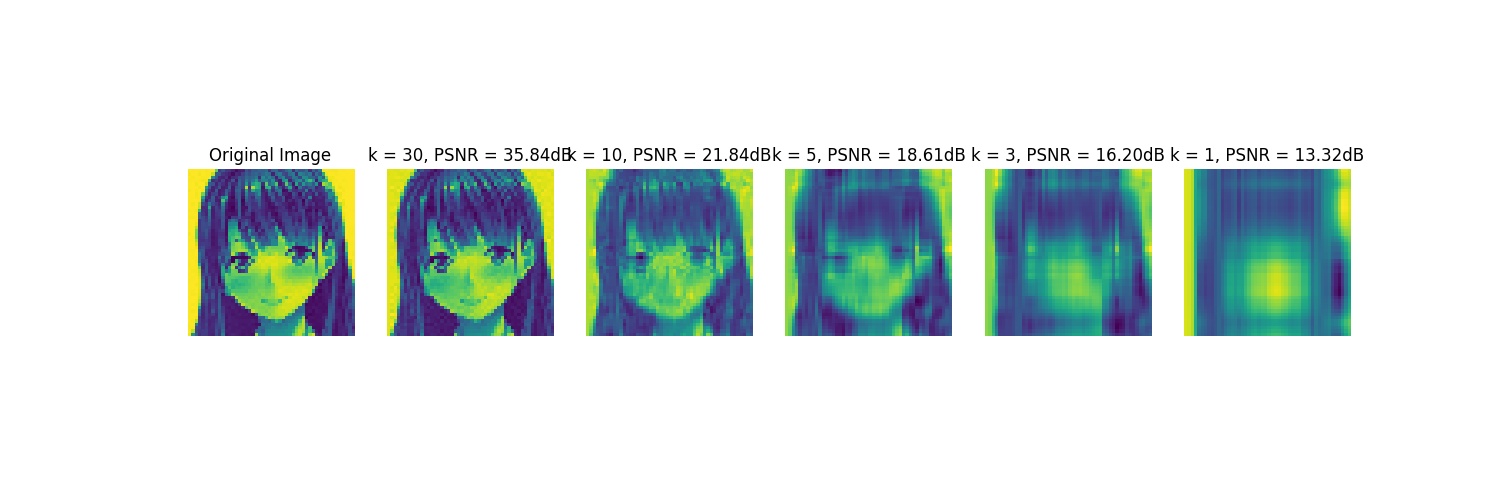 Original Image
k = 30, PSNR = 35.84dB
k = 10, PSNR = 21.84dB
k = 5, PSNR = 18.61dB
k = 3, PSNR = 16.20dB
k = 1, PSNR = 13.32dB